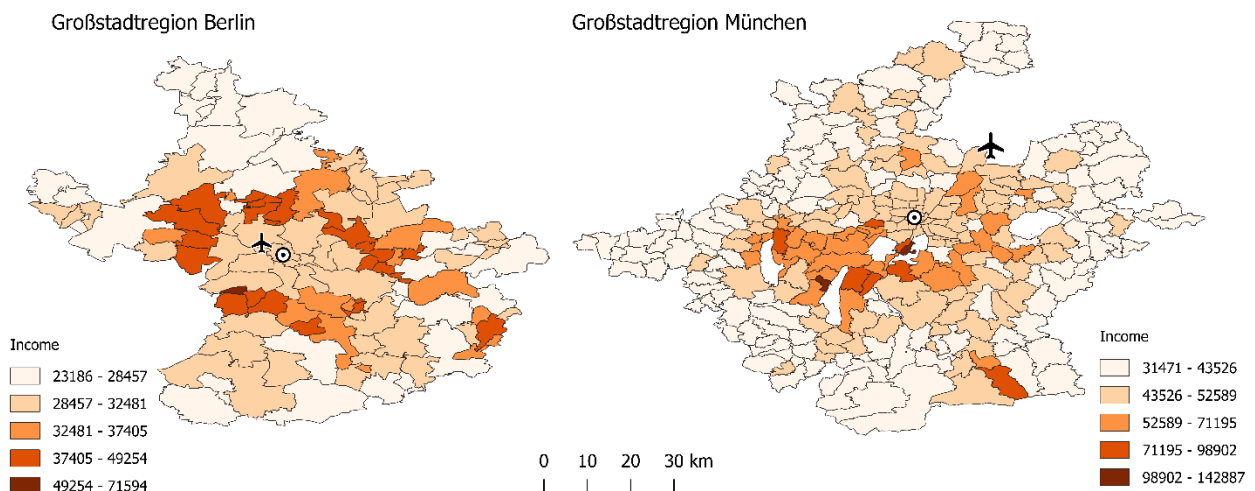 Großstadtregion Berlin
Großstadtregion München
Income
23186 - 28457
28457 - 32481
32481 - 37405
37405 - 49254
49254 - 71594
0 10 20 30 km
Income
31471 - 43526
43526 - 52589
52589 - 71195
71195 - 98902
98902 - 142887